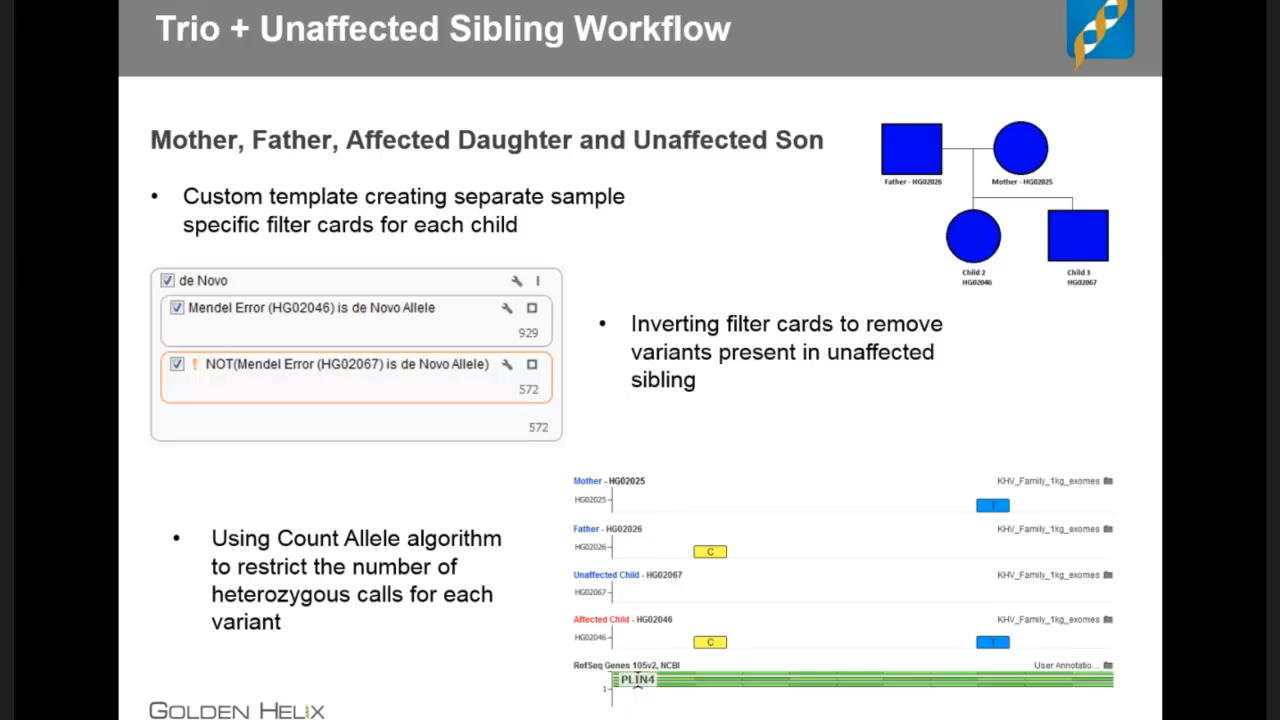 Trio + Unaffected Sibling Workflow
Mother, Father, Affected Daughter and Unaffected Son
• Custom template creating separate sample
specific filter cards for each child
Father - HG02026
Mother - HG02025
Child 2
HG02046
Child 3
HG02067
de Novo
Mendel Error (HG02046) is de Novo Allele
929
! NOT(Mendel Error (HG02067) is de Novo Allele)
572
572
• Inverting filter cards to remove
variants present in unaffected
sibling
• Using Count Allele algorithm
to restrict the number of
heterozygous calls for each
variant
Mother - HG02025 KHV_Family_1kg_exomes
HG02025
T
Father - HG02026 KHV_Family_1kg_exomes
HG02026
C
Unaffected Child - HG02067 KHV_Family_1kg_exomes
HG02067
Affected Child - HG02046 KHV_Family_1kg_exomes
HG02046
C T
RefSeq Genes 105v2, NCBI User Annotatio...
PLIN4
1
GOLDEN HELIX